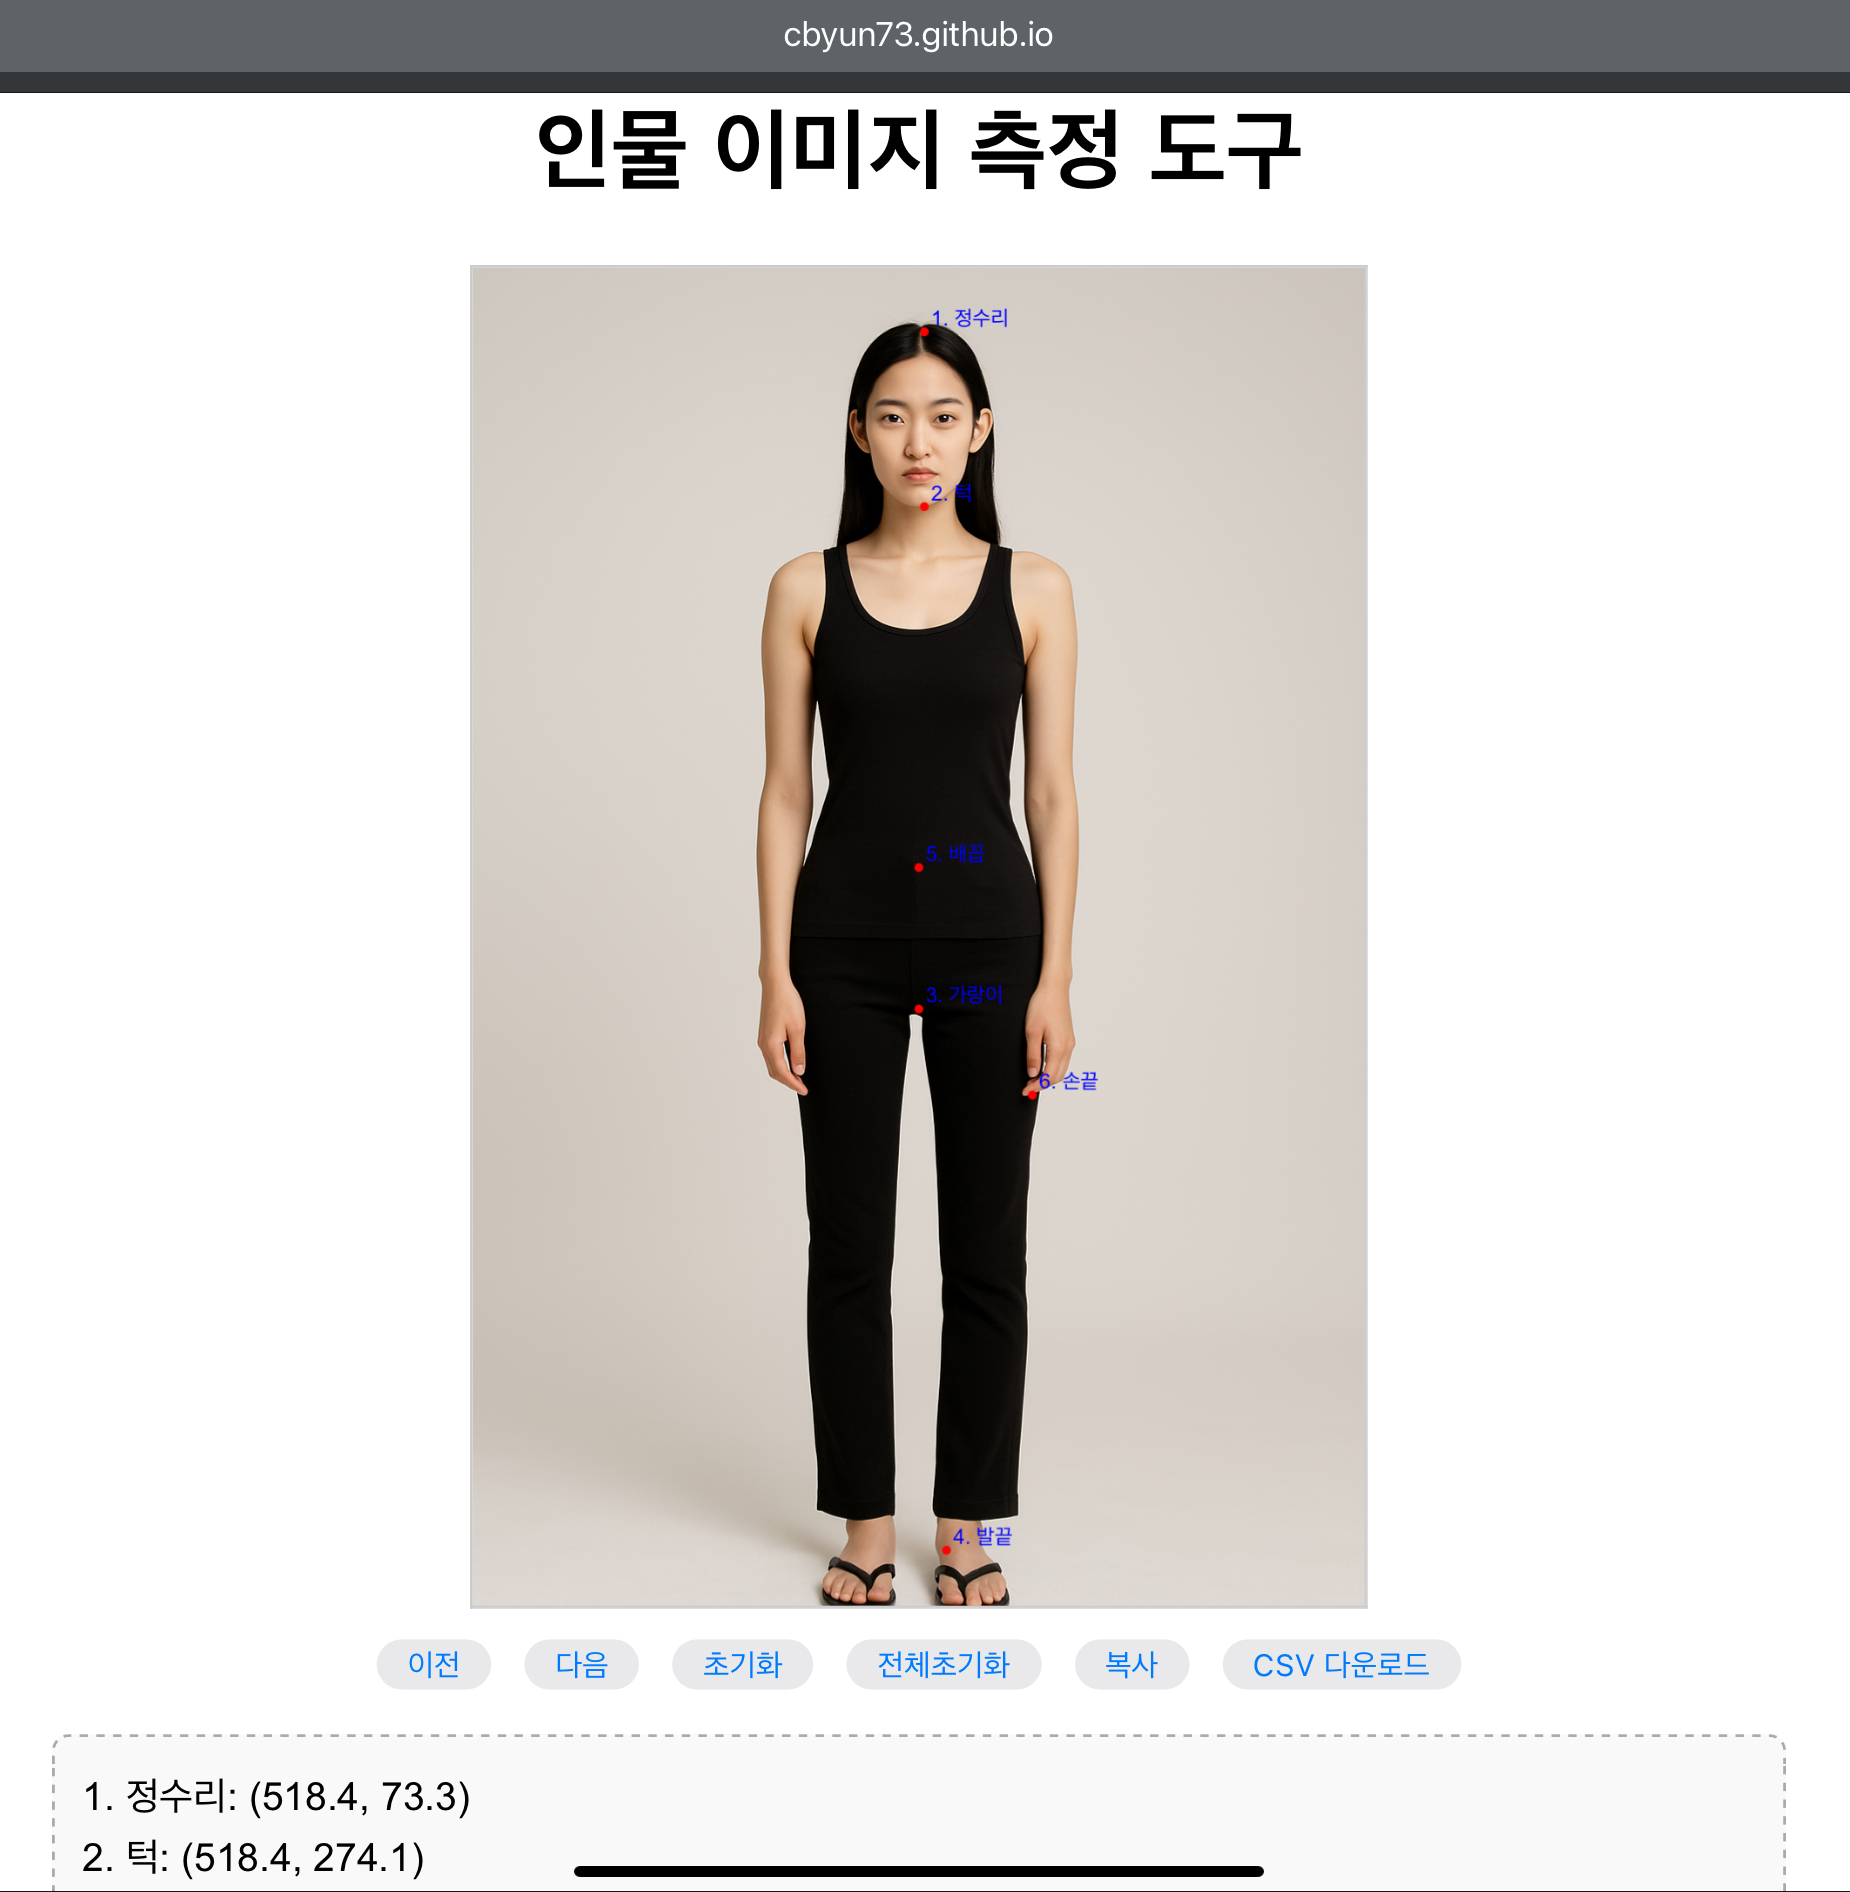 cbyun73.github.io
인물 이미지 측정 도구
1. 정수리
2. 턱
5. 배꼽
3. 가랑이
6. 손끝
4. 발끝
이전 다음 초기화 전체초기화 복사 CSV 다운로드
1. 정수리: (518.4, 73.3)
2. 턱: (518.4, 274.1)